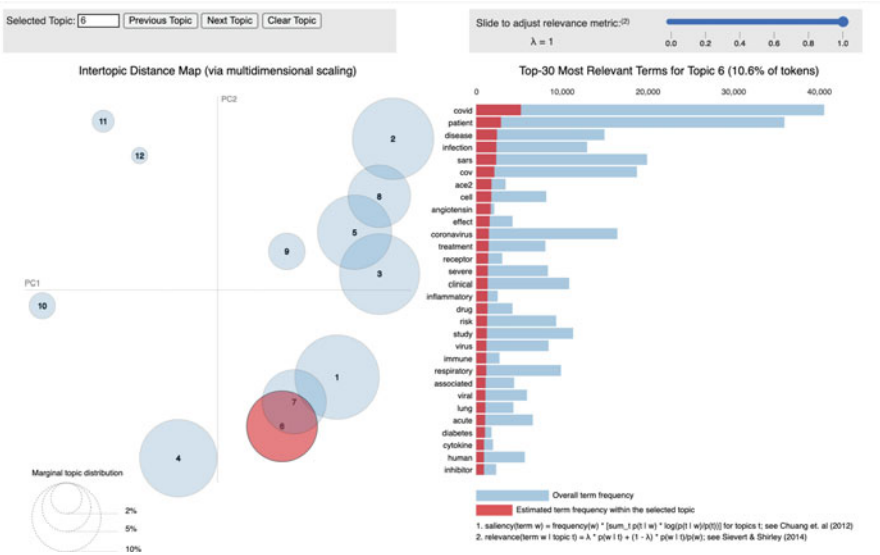 Selected Topic: 6 Previous Topic Next Topic Clear Topic
Slide to adjust relevance metric:(2)
λ = 1
0.0 0.2 0.4 0.6 0.8 1.0
Intertopic Distance Map (via multidimensional scaling)
PC2
PC1
11
12
2
8
5
9
3
10
1
7
6
4
Marginal topic distribution
2%
5%
10%
Top-30 Most Relevant Terms for Topic 6 (10.6% of tokens)
0 10,000 20,000 30,000 40,000
covid
patient
disease
infection
sars
cov
ace2
cell
angiotensin
effect
coronavirus
treatment
receptor
severe
clinical
inflammatory
drug
risk
study
virus
immune
respiratory
associated
viral
lung
acute
diabetes
cytokine
human
inhibitor
Overall term frequency
Estimated term frequency within the selected topic
1. saliency(term w) = frequency(w) * [sum_t p(t | w) * log(p(t | w)/p(t))] for topics t; see Chuang et. al (2012)
2. relevance(term w | topic t) = λ * p(w | t) + (1 - λ) * p(w | t)/p(w); see Sievert & Shirley (2014)